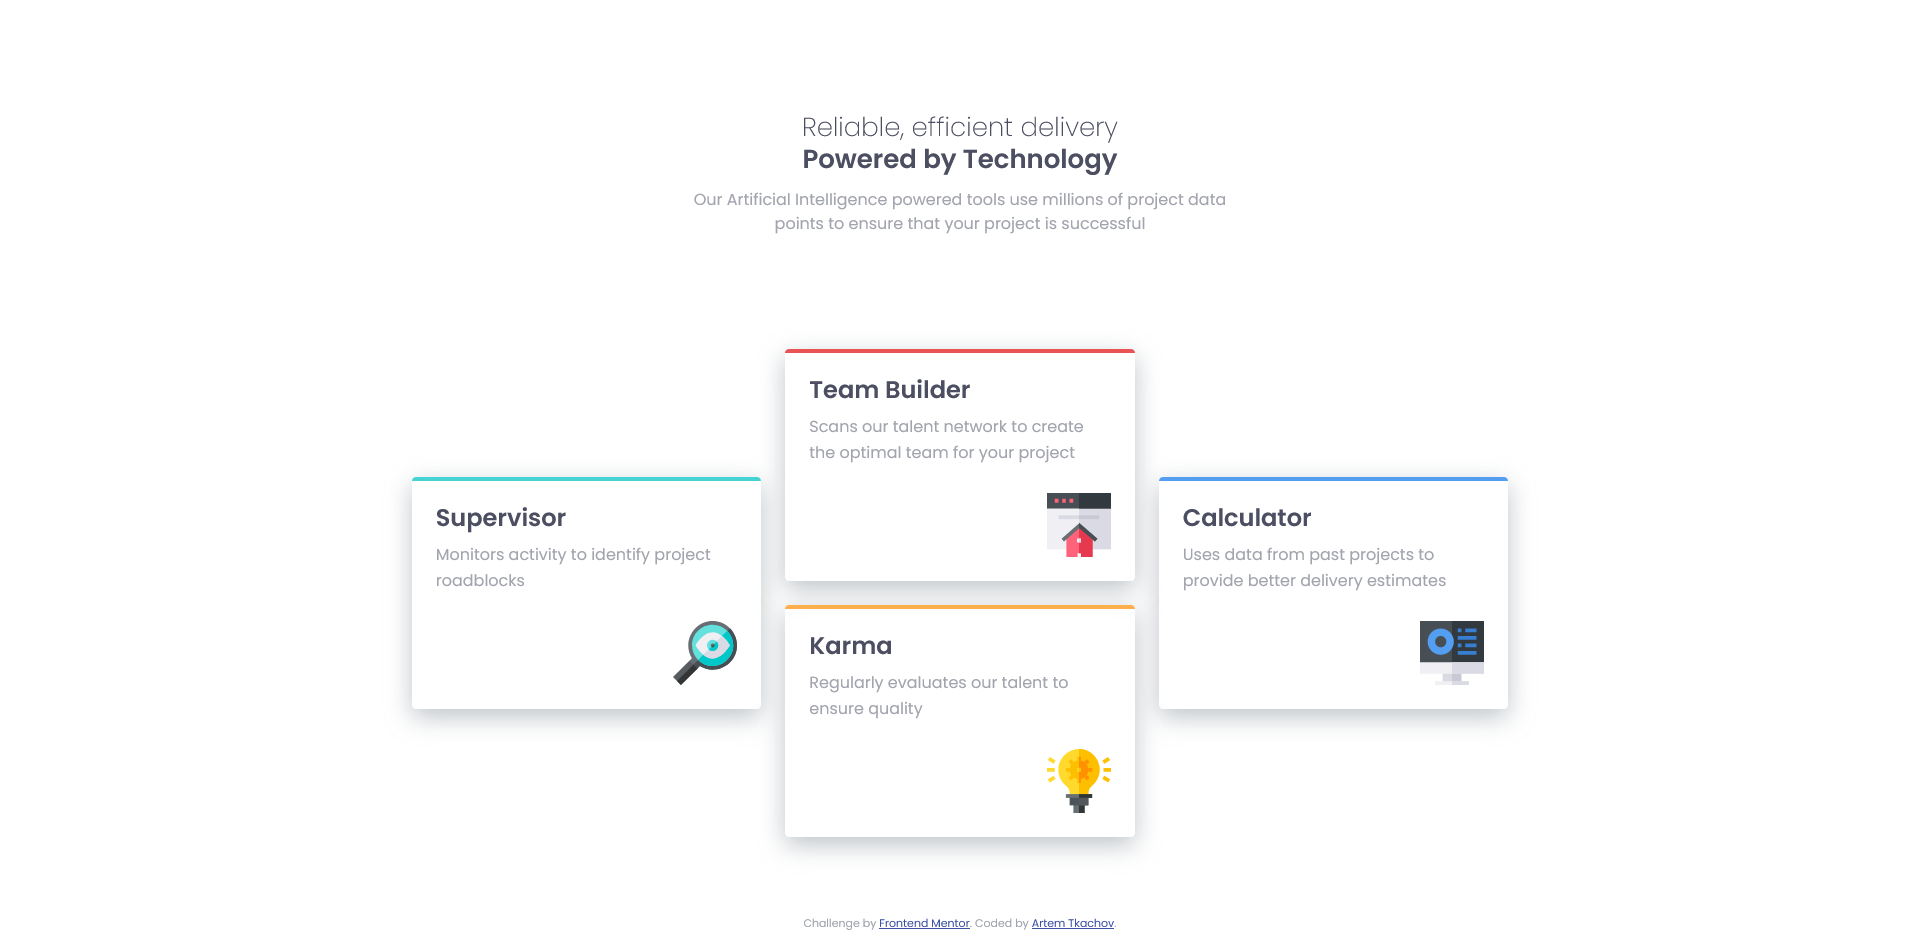 Reliable, efficient delivery
Powered by Technology
Our Artificial Intelligence powered tools use millions of project data
points to ensure that your project is successful
Supervisor
Monitors activity to identify project
roadblocks
Team Builder
Scans our talent network to create
the optimal team for your project
Karma
Regularly evaluates our talent to
ensure quality
Calculator
Uses data from past projects to
provide better delivery estimates
Challenge by Frontend Mentor. Coded by Artem Tkachov.